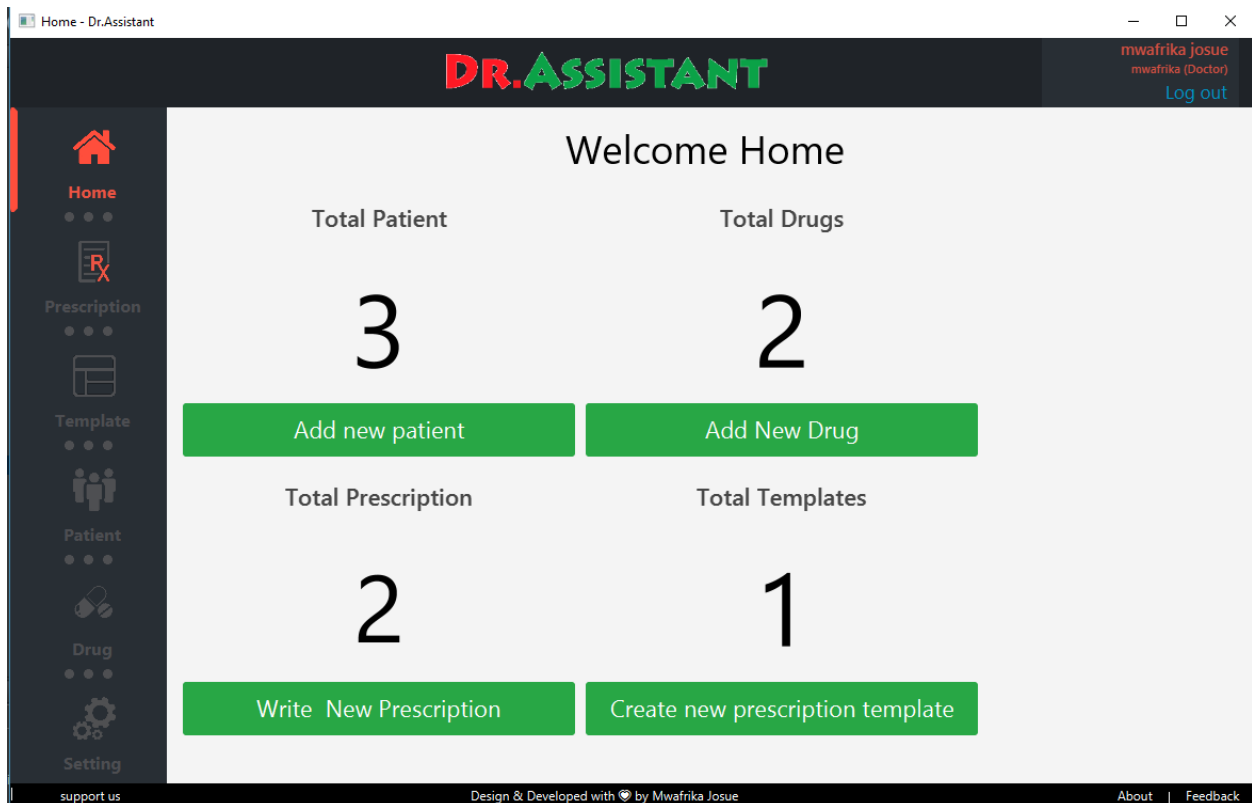 Home - Dr.Assistant
DR.ASSISTANT
mwafrika josue
mwafrika (Doctor)
Log out
Home
Prescription
Template
Patient
Drug
Setting
Welcome Home
Total Patient
Total Drugs
3
2
Add new patient
Add New Drug
Total Prescription
Total Templates
2
1
Write  New Prescription
Create new prescription template
support us
Design & Developed with by Mwafrika Josue
About | Feedback